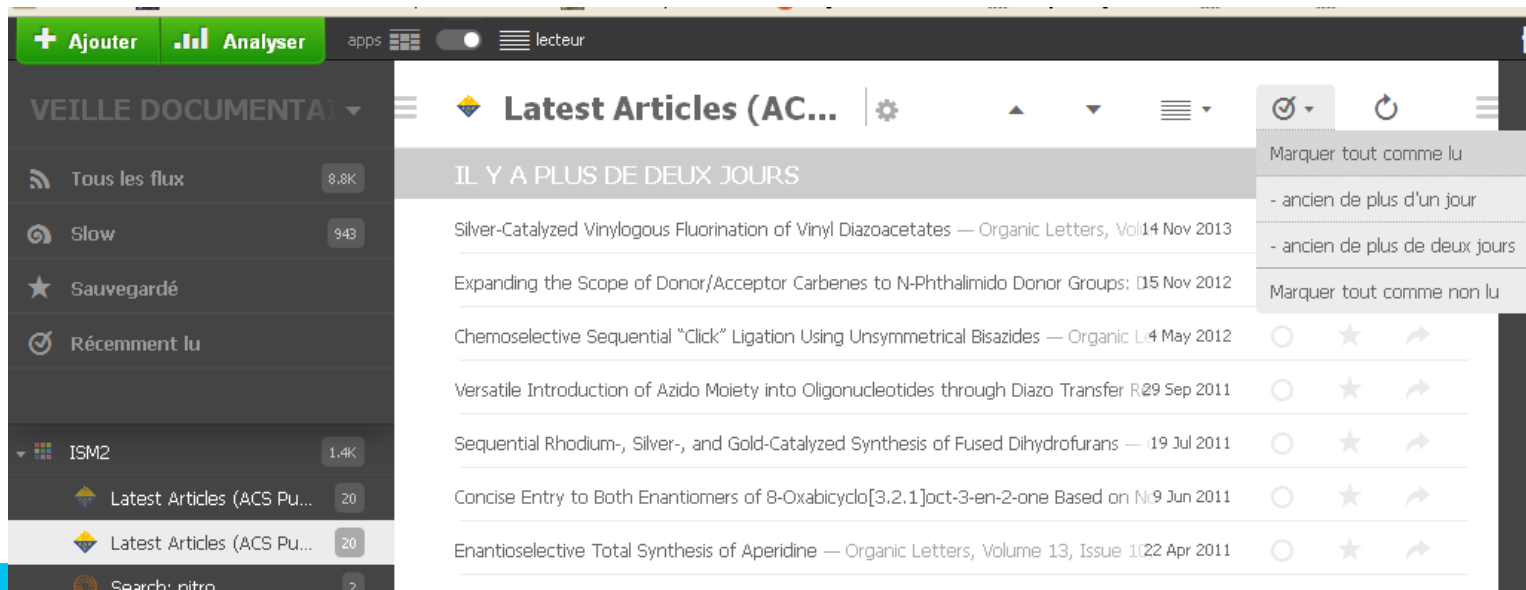 Ajouter Analyser apps lecteur
VEILLE DOCUMENTA
Tous les flux 8.8K
Slow 943
Sauvegardé
Récemment lu
ISM2 1.4K
Latest Articles (ACS Pu... 20
Latest Articles (ACS Pu... 20
Search: nitro 2
Latest Articles (AC...
Marquer tout comme lu
- ancien de plus d'un jour
- ancien de plus de deux jours
Marquer tout comme non lu
IL Y A PLUS DE DEUX JOURS
Silver-Catalyzed Vinylogous Fluorination of Vinyl Diazoacetates — Organic Letters, 14 Nov 2013
Expanding the Scope of Donor/Acceptor Carbenes to N-Phthalimido Donor Groups: 15 Nov 2012
Chemoselective Sequential “Click” Ligation Using Unsymmetrical Bisazides — Organic 4 May 2012
Versatile Introduction of Azido Moiety into Oligonucleotides through Diazo Transfer 29 Sep 2011
Sequential Rhodium-, Silver-, and Gold-Catalyzed Synthesis of Fused Dihydrofurans — 19 Jul 2011
Concise Entry to Both Enantiomers of 8-Oxabicyclo[3.2.1]oct-3-en-2-one Based on 9 Jun 2011
Enantioselective Total Synthesis of Aperidine — Organic Letters, Volume 13, Issue 22 Apr 2011